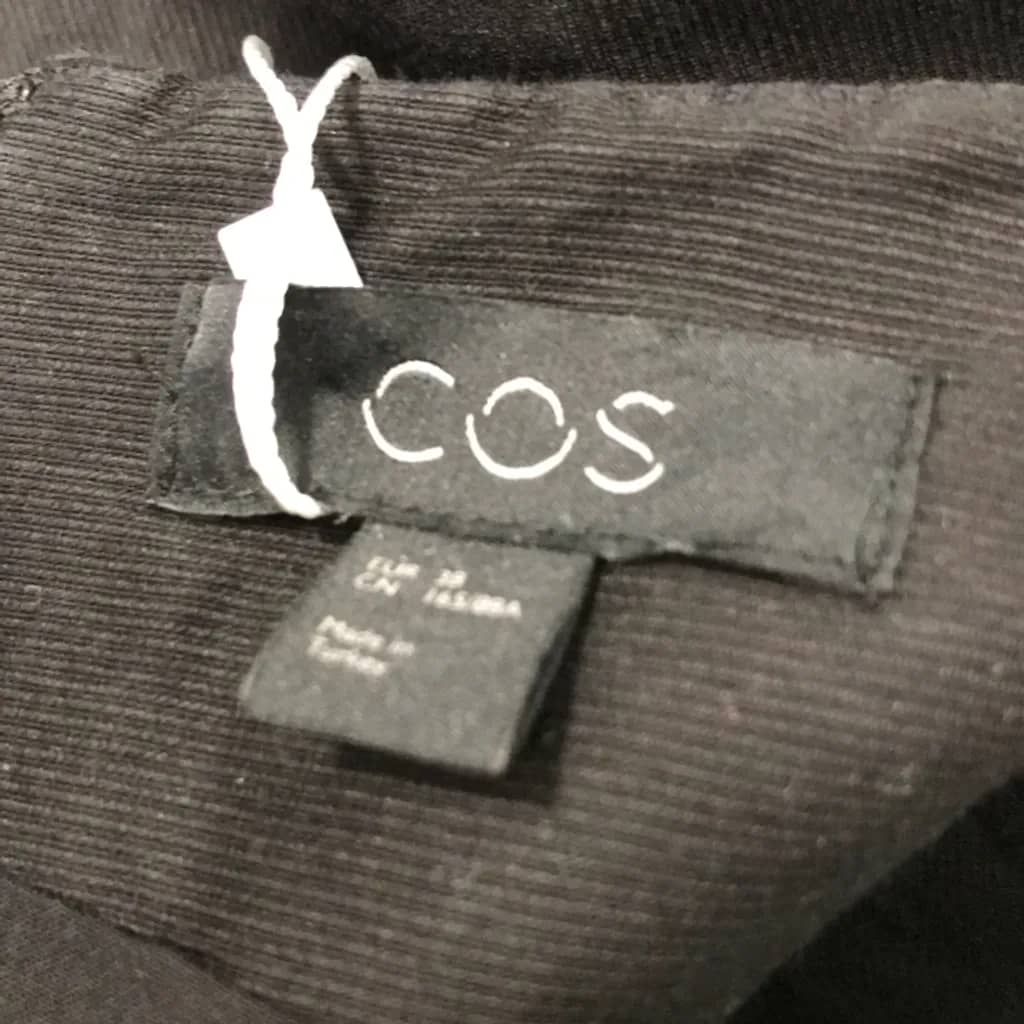 COS
EUR 38
CN 165/88A
Made in
Turkey